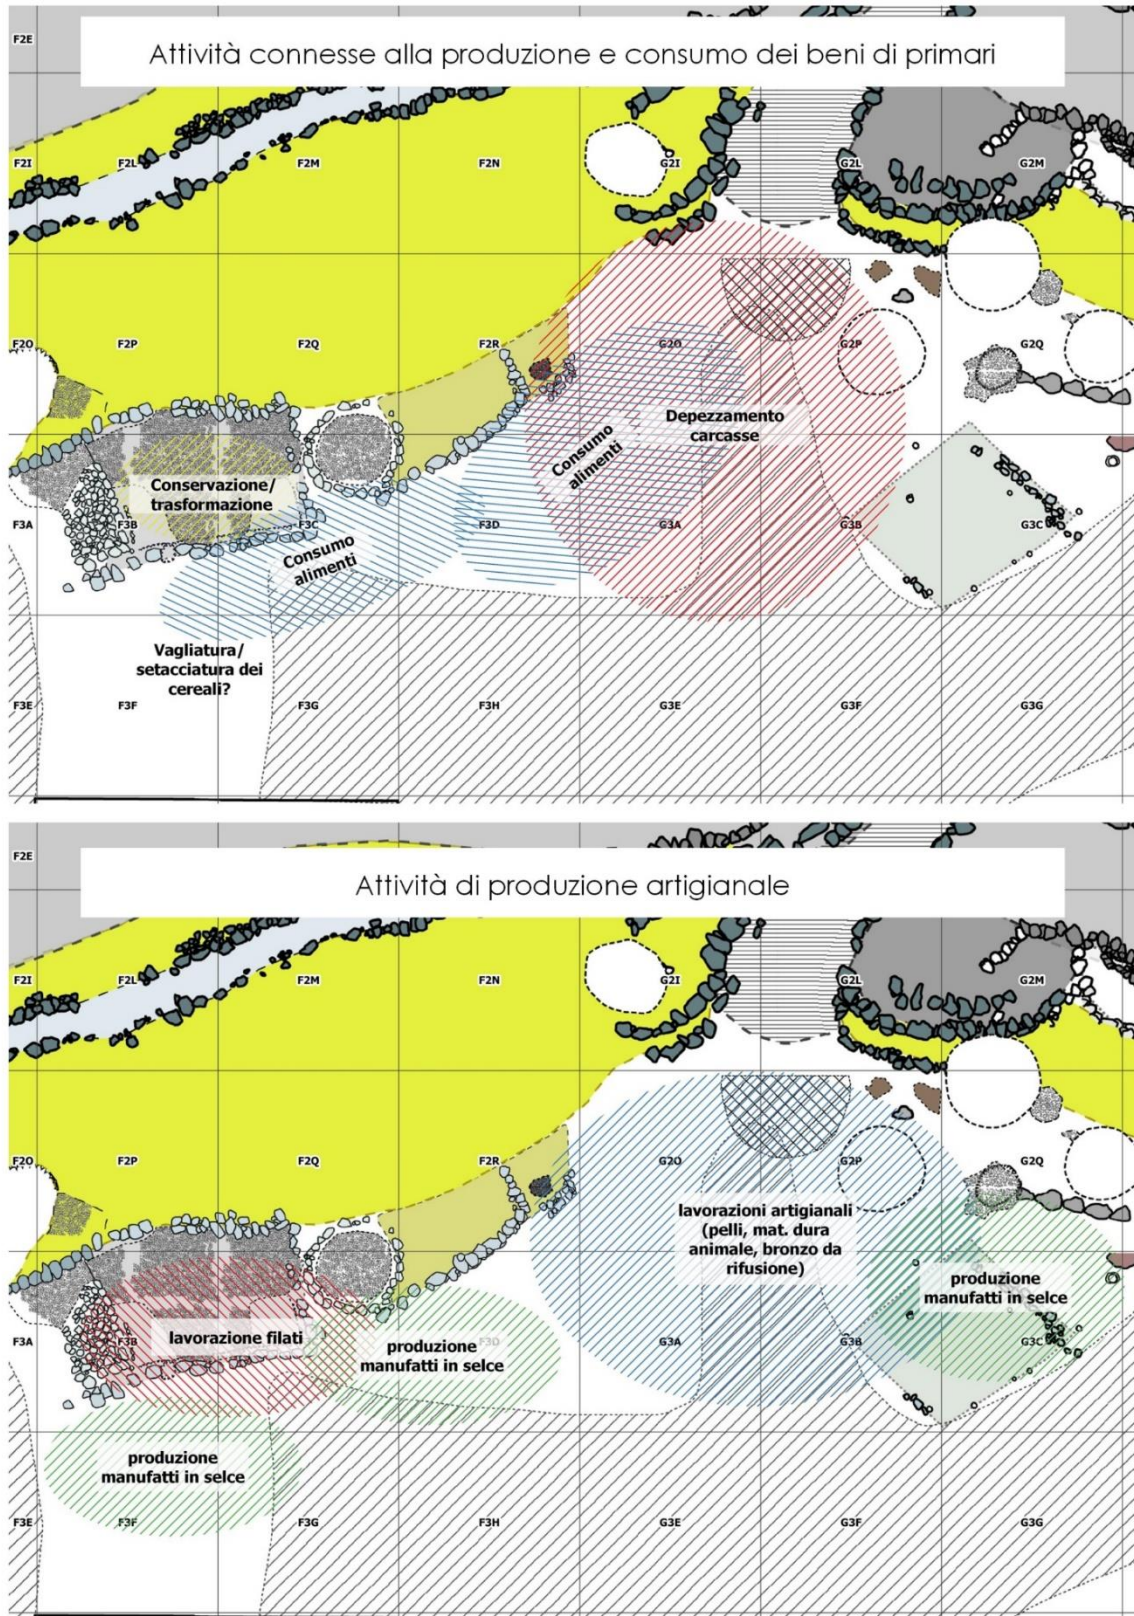 Attività connesse alla produzione e consumo dei beni di primari
F2E
F2I
F2L
F2M
F2N
G2I
G2L
G2M
F2O
F2P
F2Q
F2R
G2O
G2P
G2Q
Depezzamento
carcasse
Consumo
alimenti
Conservazione/
trasformazione
F3A
F3B
F3C
F3D
G3A
G3B
G3C
Consumo
alimenti
Vagliatura/
setacciatura dei
cereali?
F3E
F3F
F3G
F3H
G3E
G3F
G3G
Attività di produzione artigianale
F2E
F2I
F2L
F2M
F2N
G2I
G2L
G2M
F2O
F2P
F2Q
F2R
G2O
G2P
G2Q
lavorazioni artigianali
(pelli, mat. dura
animale, bronzo da
rifusione)
produzione
manufatti in selce
F3A
F3B
lavorazione filati
F3D
G3A
G3B
G3C
produzione
manufatti in selce
produzione
manufatti in selce
F3E
F3F
F3G
F3H
G3E
G3F
G3G